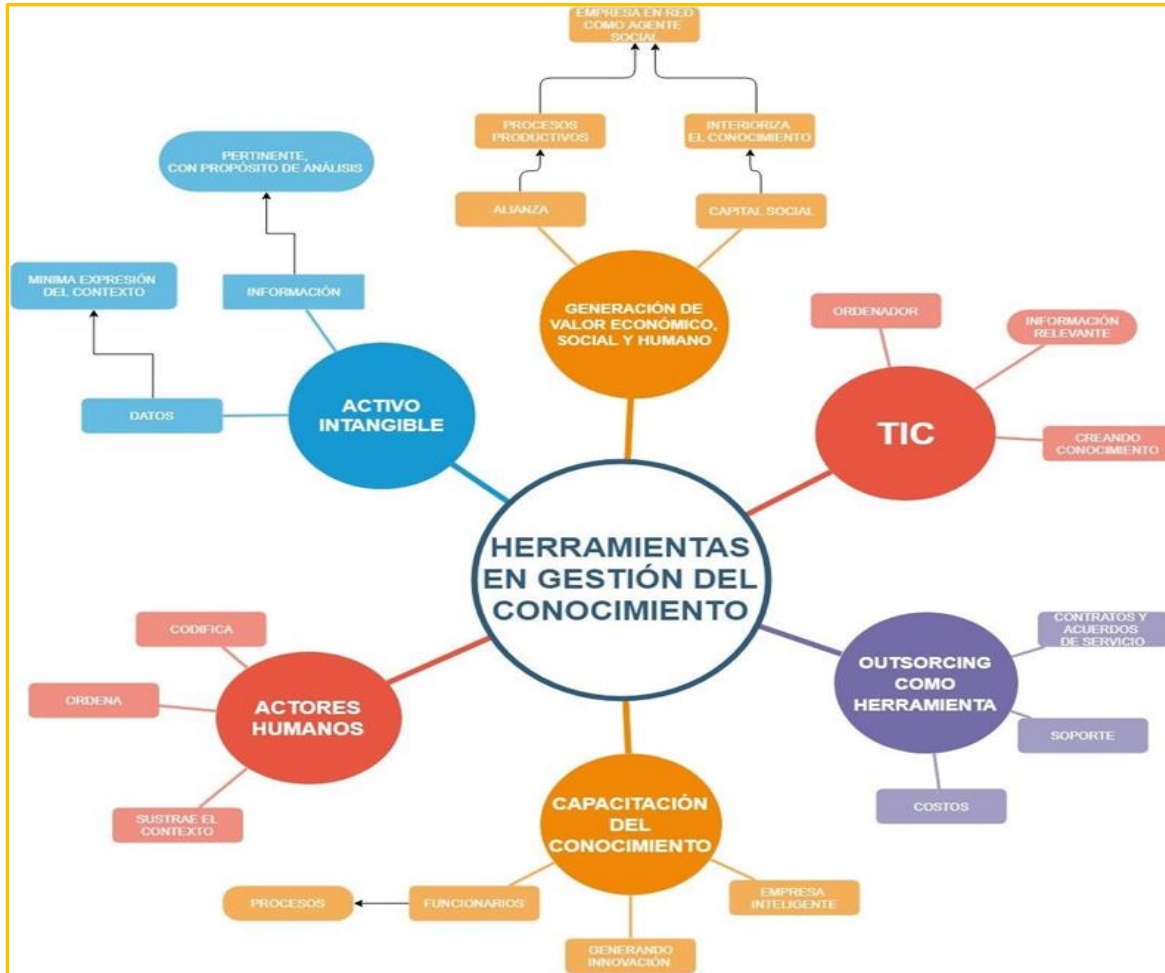 EMPRESA EN RED
COMO AGENTE
SOCIAL
PROCESOS
PRODUCTIVOS
INTERIORIZA
EL CONOCIMIENTO
ALIANZA
CAPITAL SOCIAL
GENERACIÓN DE
VALOR ECONÓMICO,
SOCIAL Y HUMANO
PERTINENTE,
CON PROPÓSITO DE ANÁLISIS
MINIMA EXPRESIÓN
DEL CONTEXTO
INFORMACIÓN
DATOS
ACTIVO
INTANGIBLE
ORDENADOR
INFORMACIÓN
RELEVANTE
CREANDO
CONOCIMIENTO
TIC
HERRAMIENTAS
EN GESTIÓN DEL
CONOCIMIENTO
CODIFICA
ORDENA
SUSTRAE EL
CONTEXTO
ACTORES
HUMANOS
CONTRATOS Y
ACUERDOS
DE SERVICIO
SOPORTE
COSTOS
OUTSORCING
COMO
HERRAMIENTA
CAPACITACIÓN
DEL
CONOCIMIENTO
PROCESOS
FUNCIONARIOS
GENERANDO
INNOVACIÓN
EMPRESA
INTELIGENTE